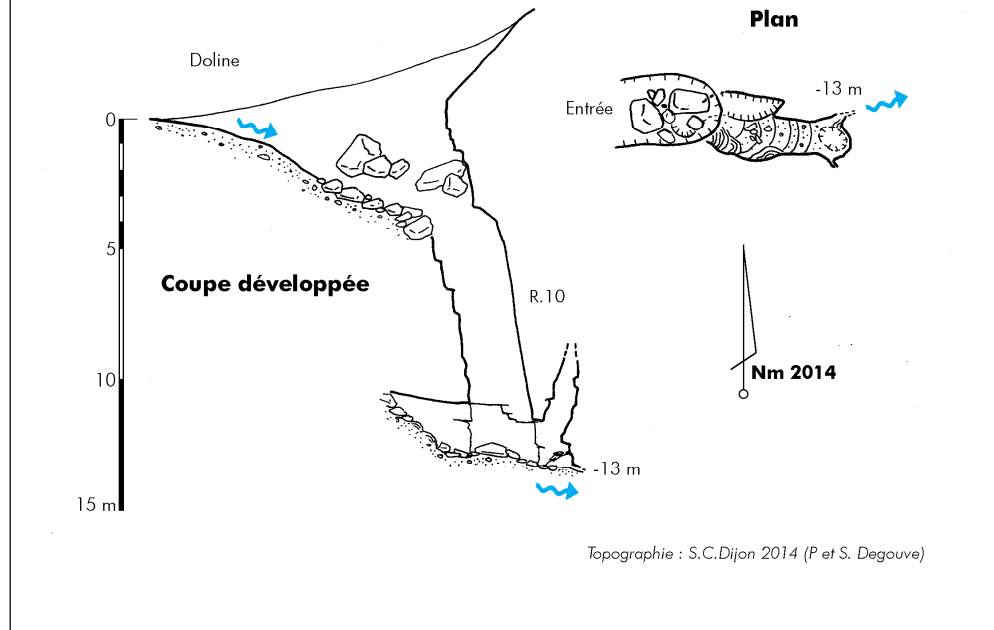 Plan
Doline
-13 m
Entrée
0
5
Coupe développée
R.10
Nm 2014
10
-13 m
15 m
Topographie : S.C.Dijon 2014 (P et S. Degouve)